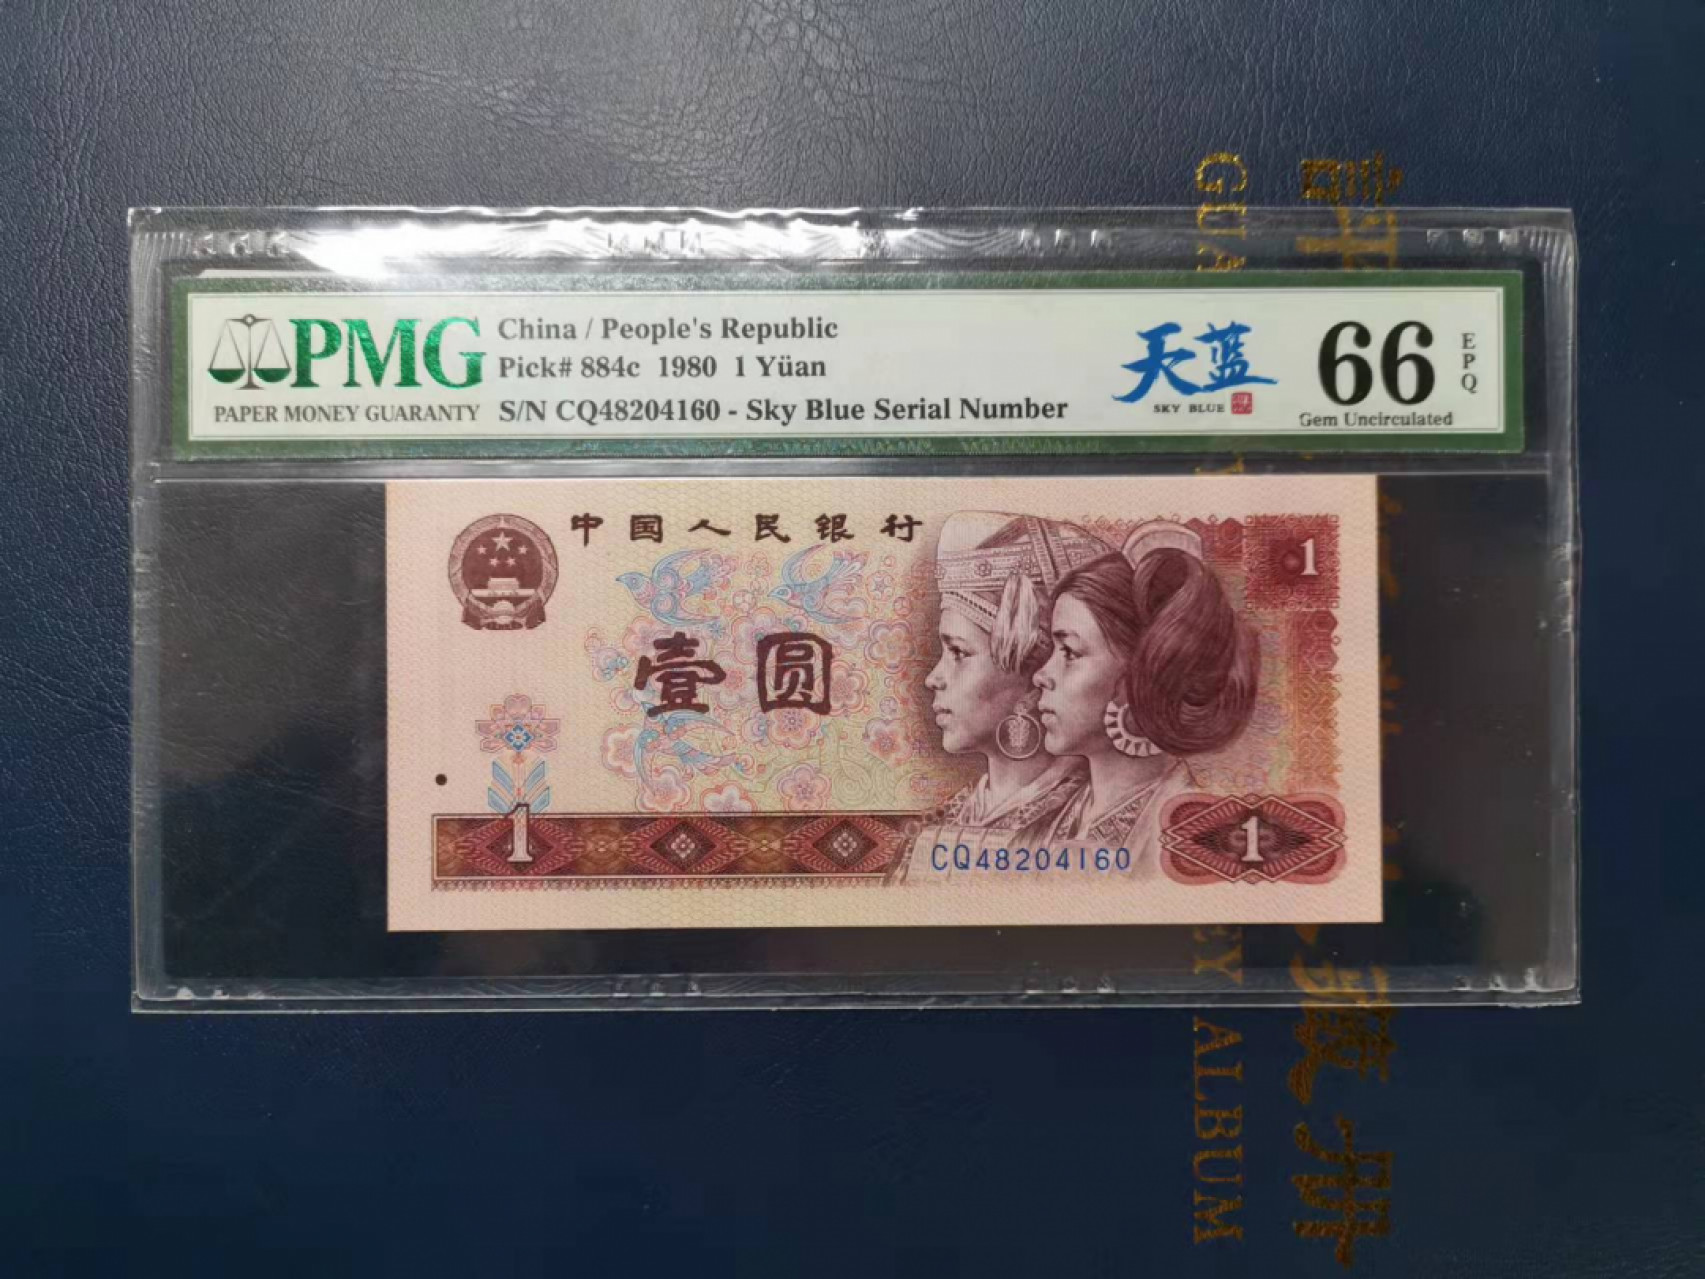 PMG
PAPER MONEY GUARANTY
China / People's Republic
Pick# 884c 1980 1 Yüan
S/N CQ48204160 - Sky Blue Serial Number
天蓝
SKY BLUE
66
EPQ
Gem Uncirculated
中国人民银行
1
壹圆
1
CQ48204160
1
ALBUM
册